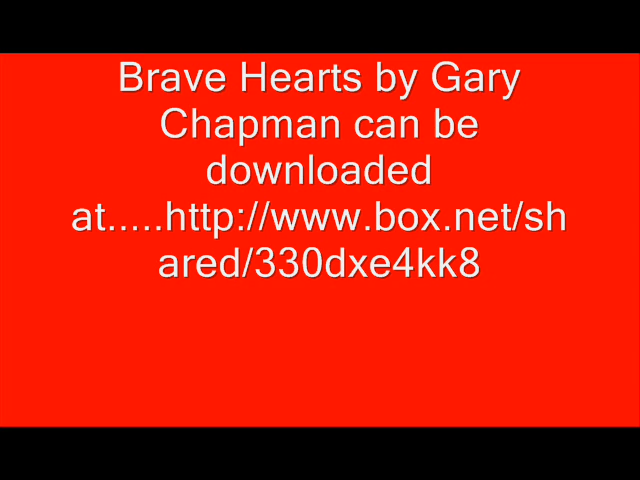 Brave Hearts by Gary
Chapman can be
downloaded
at.....http://www.box.net/sh
ared/330dxe4kk8